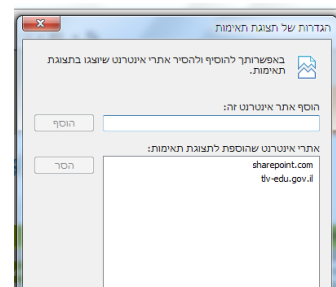 הגדרות של תצוגת תאימות
באפשרותך להוסיף ולהסיר אתרי אינטרנט שיוצגו בתצוגת
תאימות.
הוסף אתר אינטרנט זה:
הוסף
אתרי אינטרנט שהוספת לתצוגת תאימות:
הסר
sharepoint.com
tlv-edu.gov.il